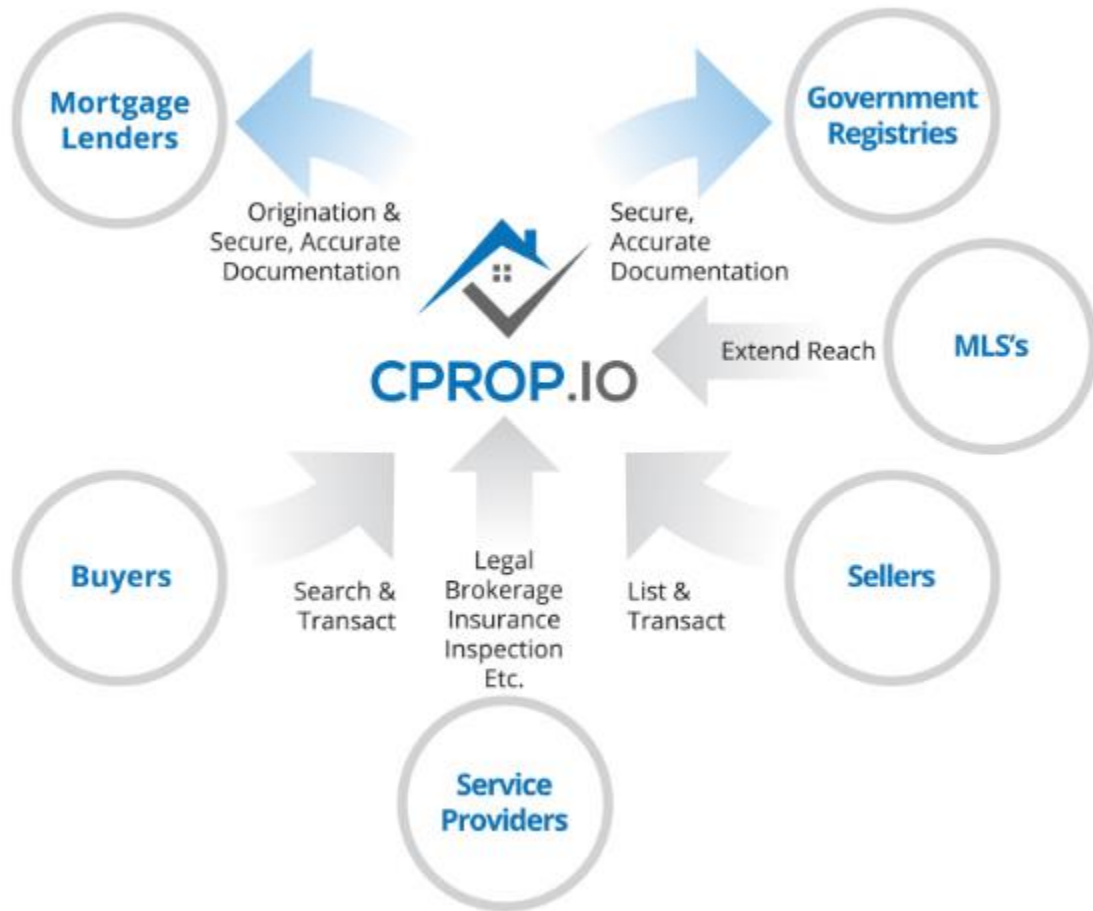 Mortgage
Lenders
Government
Registries
Origination &
Secure, Accurate
Documentation
Secure,
Accurate
Documentation
Extend Reach
MLS's
CPROP.IO
Buyers
Search &
Transact
Legal
Brokerage
Insurance
Inspection
Etc.
List &
Transact
Sellers
Service
Providers